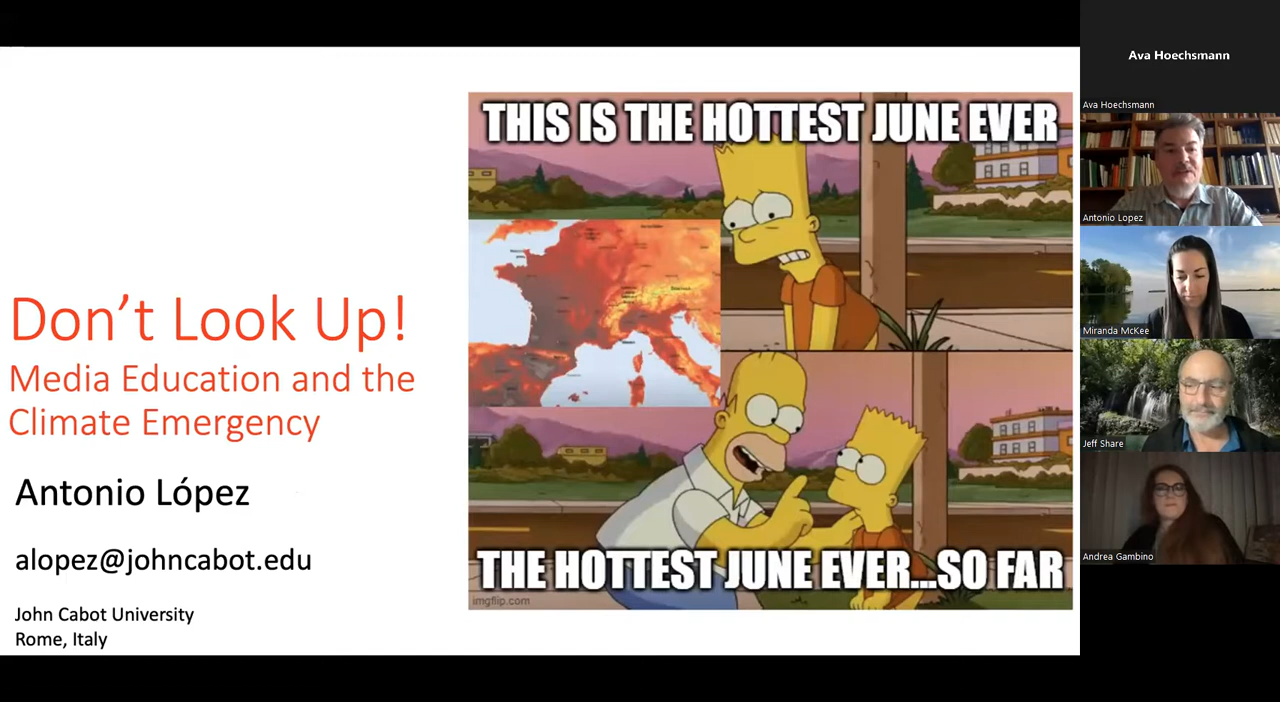 Don't Look Up!
Media Education and the
Climate Emergency
Antonio López
alopez@johncabot.edu
John Cabot University
Rome, Italy
THIS IS THE HOTTEST JUNE EVER
THE HOTTEST JUNE EVER...SO FAR
imgflip.com
Ava Hoechsmann
Ava Hoechsmann
Antonio Lopez
Miranda McKee
Jeff Share
Andrea Gambino